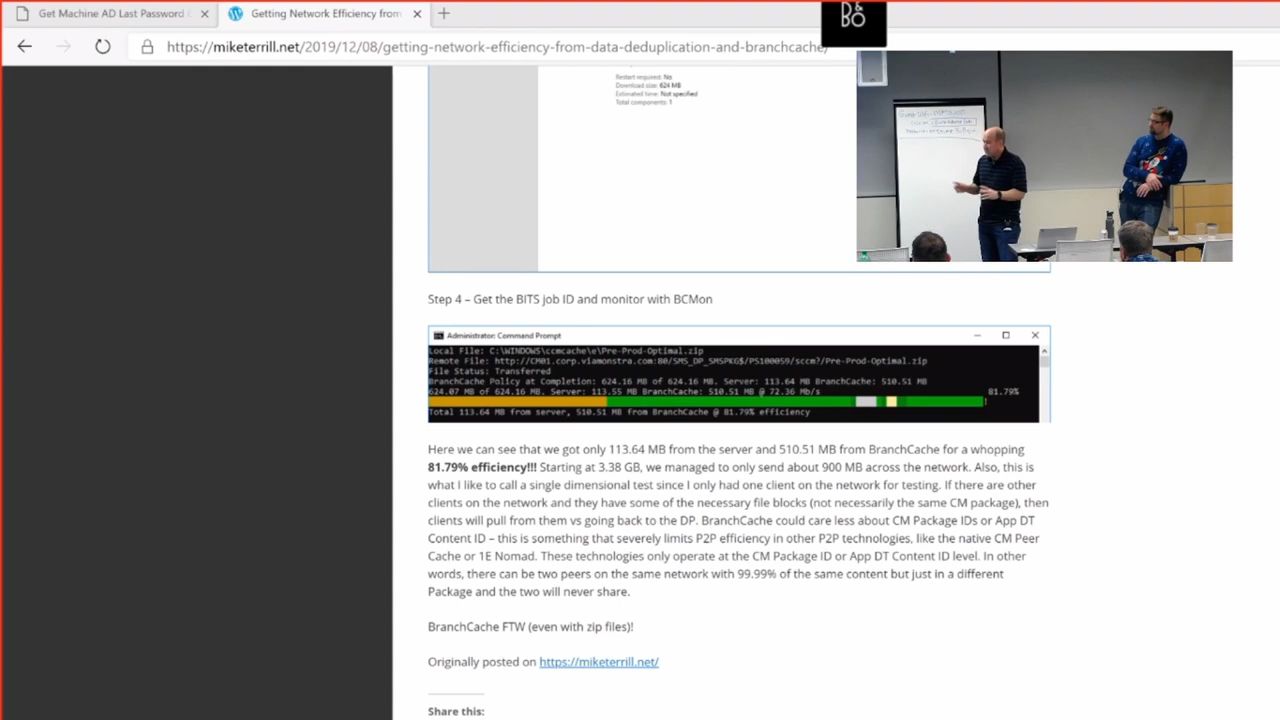 Get Machine AD Last Password
Getting Network Efficiency from
https://miketerrill.net/2019/12/08/getting-network-efficiency-from-data-deduplication-and-branchcache/
Restart required: No
Download size: 624 MB
Estimated time: Not specified
Total components: 1
Step 4 – Get the BITS job ID and monitor with BCMon
Administrator: Command Prompt
Local File: C:\WINDOWS\ccmcache\e\Pre-Prod-Optimal.zip
Remote File: http://CM01.corp.viamonstra.com:80/SMS_DP_SMSPKG$/PS100059/sccm?/Pre-Prod-Optimal.zip
File Status: Transferred
BranchCache Policy at Completion: 624.16 MB of 624.16 MB. Server: 113.64 MB BranchCache: 510.51 MB
624.07 MB of 624.16 MB. Server: 113.55 MB BranchCache: 510.51 MB @ 72.36 Mb/s 81.79%
Total 113.64 MB from server, 510.51 MB from BranchCache @ 81.79% efficiency
Here we can see that we got only 113.64 MB from the server and 510.51 MB from BranchCache for a whopping
81.79% efficiency!!! Starting at 3.38 GB, we managed to only send about 900 MB across the network. Also, this is
what I like to call a single dimensional test since I only had one client on the network for testing. If there are other
clients on the network and they have some of the necessary file blocks (not necessarily the same CM package), then
clients will pull from them vs going back to the DP. BranchCache could care less about CM Package IDs or App DT
Content ID – this is something that severely limits P2P efficiency in other P2P technologies, like the native CM Peer
Cache or 1E Nomad. These technologies only operate at the CM Package ID or App DT Content ID level. In other
words, there can be two peers on the same network with 99.99% of the same content but just in a different
Package and the two will never share.
BranchCache FTW (even with zip files)!
Originally posted on https://miketerrill.net/
Share this: